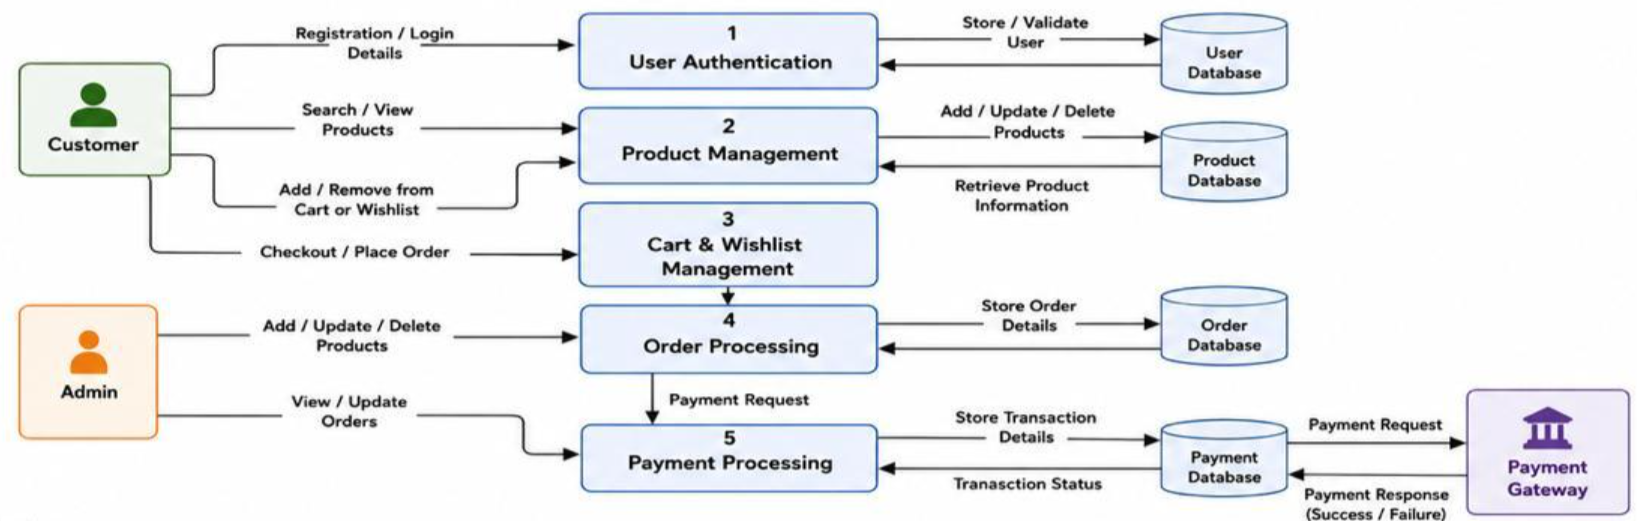 Registration / Login
Details
1
User Authentication
Store / Validate
User
User
Database
Customer
Search / View
Products
2
Product Management
Add / Update / Delete
Products
Product
Database
Retrieve Product
Information
Add / Remove from
Cart or Wishlist
3
Cart & Wishlist
Management
Checkout / Place Order
Admin
Add / Update / Delete
Products
4
Order Processing
Store Order
Details
Order
Database
View / Update
Orders
Payment Request
5
Payment Processing
Store Transaction
Details
Tranasction Status
Payment
Database
Payment Request
Payment Response
(Success / Failure)
Payment
Gateway